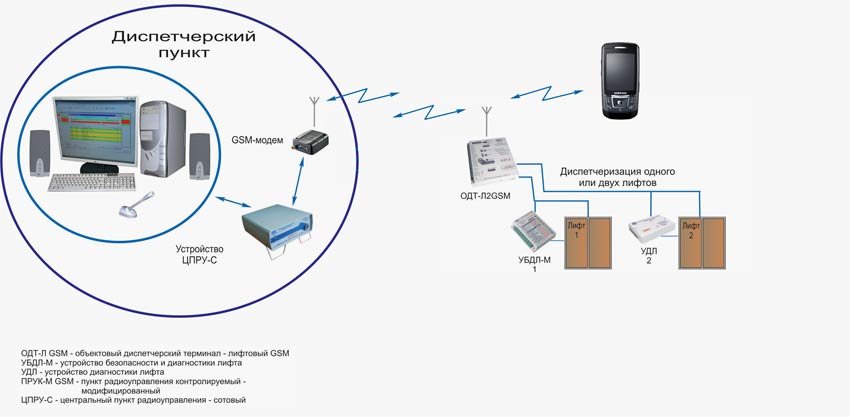 Диспетчерский
пункт
GSM-модем
Устройство
ЦПРУ-С
SAMSUNG
ОДТ-Л2GSM
Диспетчеризация одного
или двух лифтов
УБДЛ-М
1
Лифт
1
УДЛ
2
Лифт
2
ОДТ-Л GSM - объектовый диспетчерский терминал - лифтовый GSM
УБДЛ-М - устройство безопасности и диагностики лифта
УДЛ - устройство диагностики лифта
ПРУК-М GSM - пункт радиоуправления контролируемый -
модифицированный
ЦПРУ-С - центральный пункт радиоуправления - сотовый